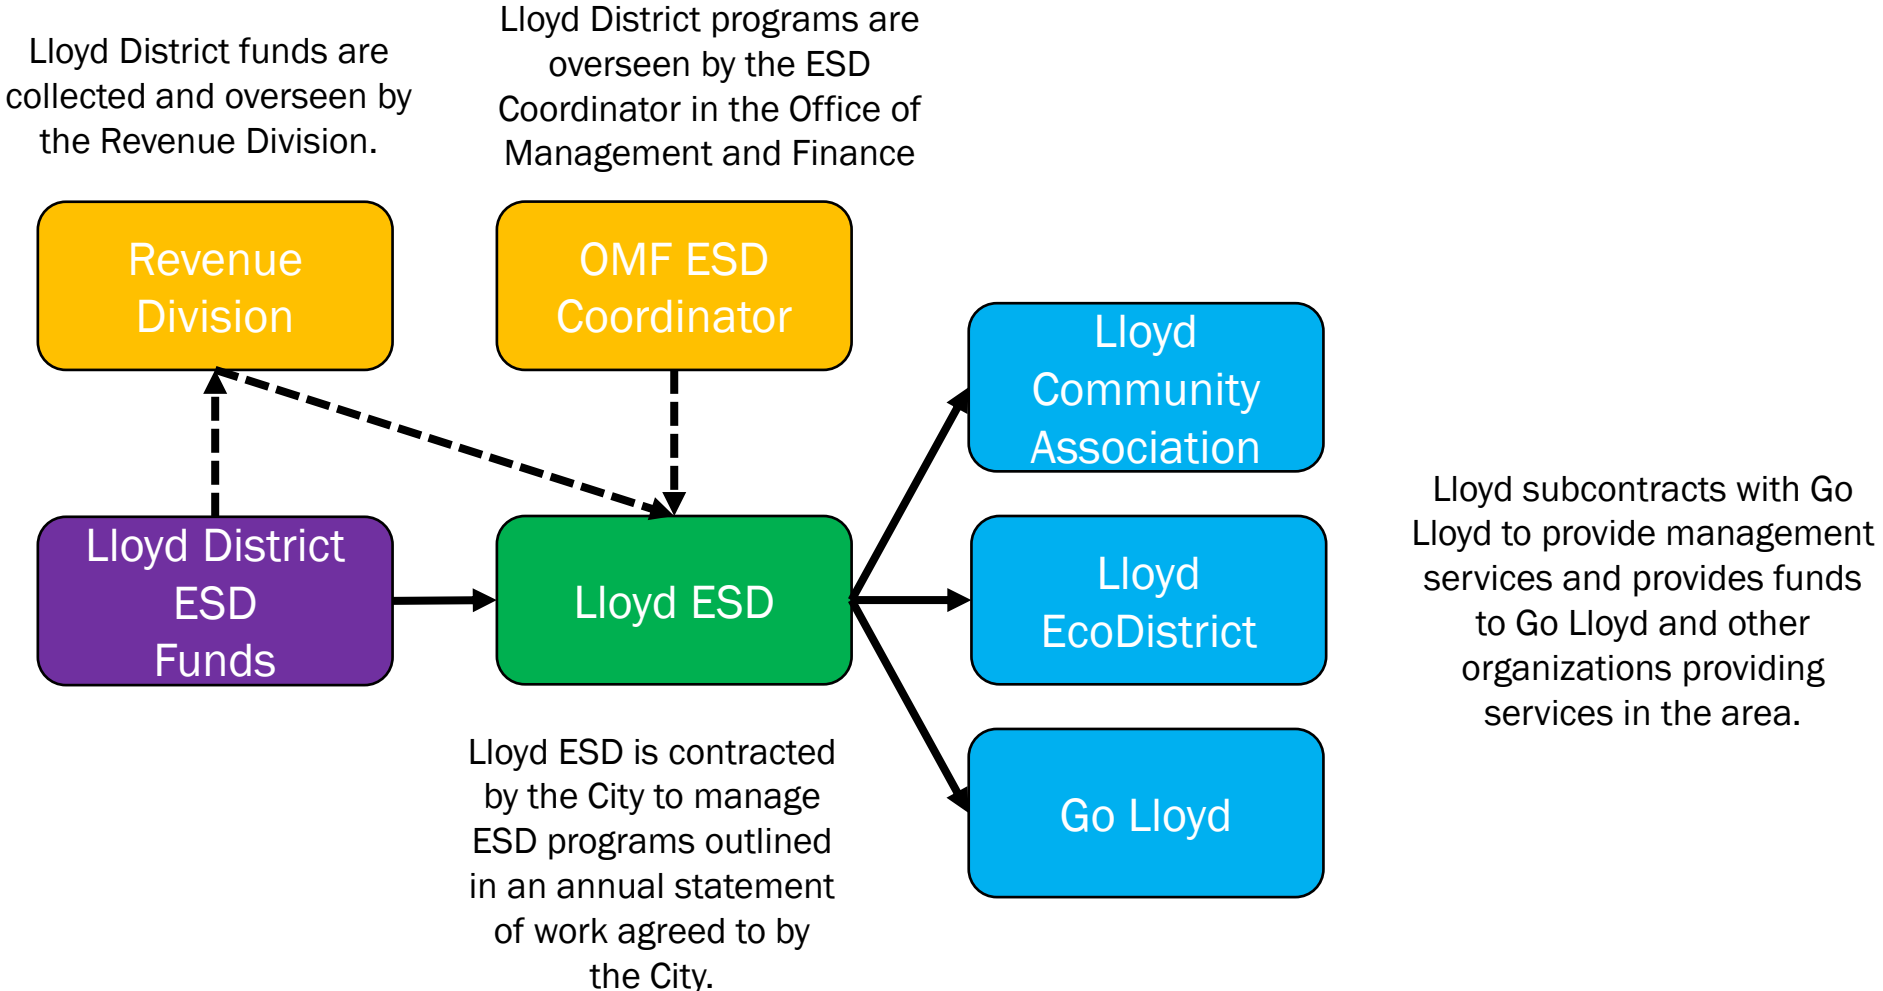 Lloyd District funds are
collected and overseen by
the Revenue Division.
Lloyd District programs are
overseen by the ESD
Coordinator in the Office of
Management and Finance
Revenue
Division
OMF ESD
Coordinator
Lloyd
Community
Association
Lloyd District
ESD
Funds
Lloyd ESD
Lloyd
EcoDistrict
Go Lloyd
Lloyd subcontracts with Go
Lloyd to provide management
services and provides funds
to Go Lloyd and other
organizations providing
services in the area.
Lloyd ESD is contracted
by the City to manage
ESD programs outlined
in an annual statement
of work agreed to by
the City.